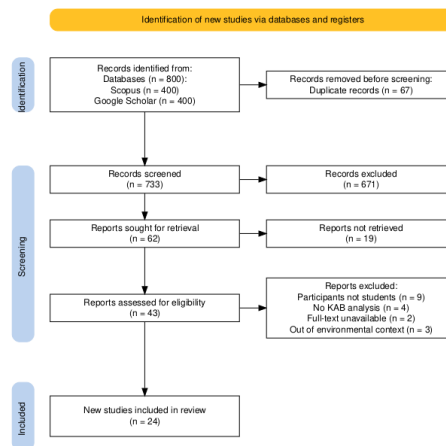 Identification of new studies via databases and registers
Identification
Records identified from:
Databases (n = 800):
Scopus (n = 400)
Google Scholar (n = 400)
Records removed before screening:
Duplicate records (n = 67)
Screening
Records screened
(n = 733)
Records excluded
(n = 671)
Reports sought for retrieval
(n = 62)
Reports not retrieved
(n = 19)
Reports assessed for eligibility
(n = 43)
Reports excluded:
Participants not students (n = 9)
No KAB analysis (n = 4)
Full-text unavailable (n = 2)
Out of environmental context (n = 3)
Included
New studies included in review
(n = 24)